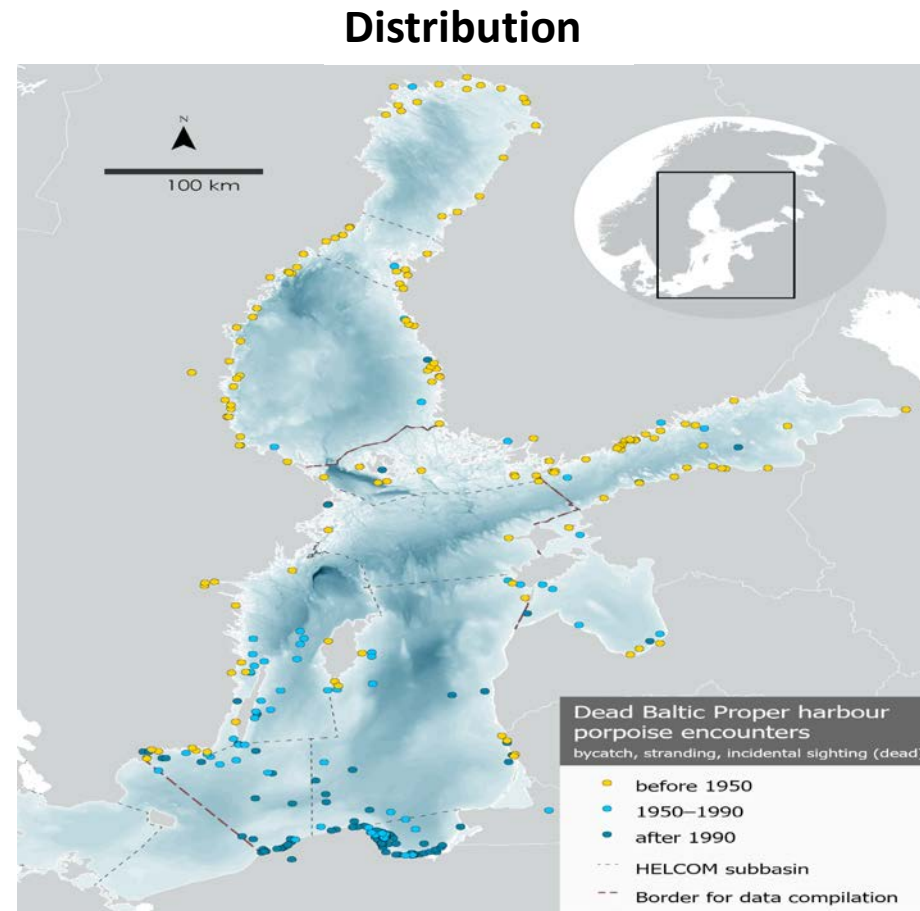 Distribution
N
100 km
Dead Baltic Proper harbour
porpoise encounters
bycatch, stranding, incidental sighting (dead)
before 1950
1950–1990
after 1990
HELCOM subbasin
Border for data compilation